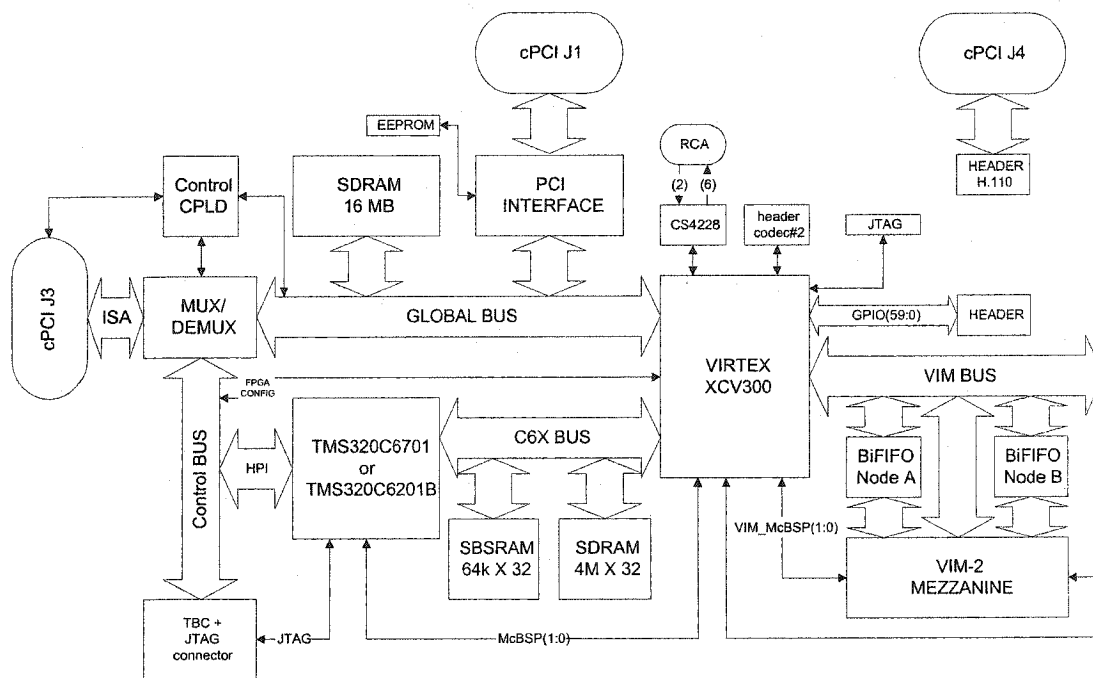 cPCI J1
cPCI J4
EEPROM
RCA
HEADER
H.110
Control
CPLD
SDRAM
16 MB
PCI
INTERFACE
(2)
(6)
CS4228
header
codec#2
JTAG
cPCI J3
ISA
MUX/
DEMUX
GLOBAL BUS
GPIO(59:0)
HEADER
VIRTEX
XCV300
VIM BUS
FPGA
CONFIG
Control BUS
HPI
TMS320C6701
or
TMS320C6201B
C6X BUS
BiFIFO
Node A
BiFIFO
Node B
SBSRAM
64k X 32
SDRAM
4M X 32
VIM_McBSP(1:0)
VIM-2
MEZZANINE
TBC +
JTAG
connector
JTAG
McBSP(1:0)